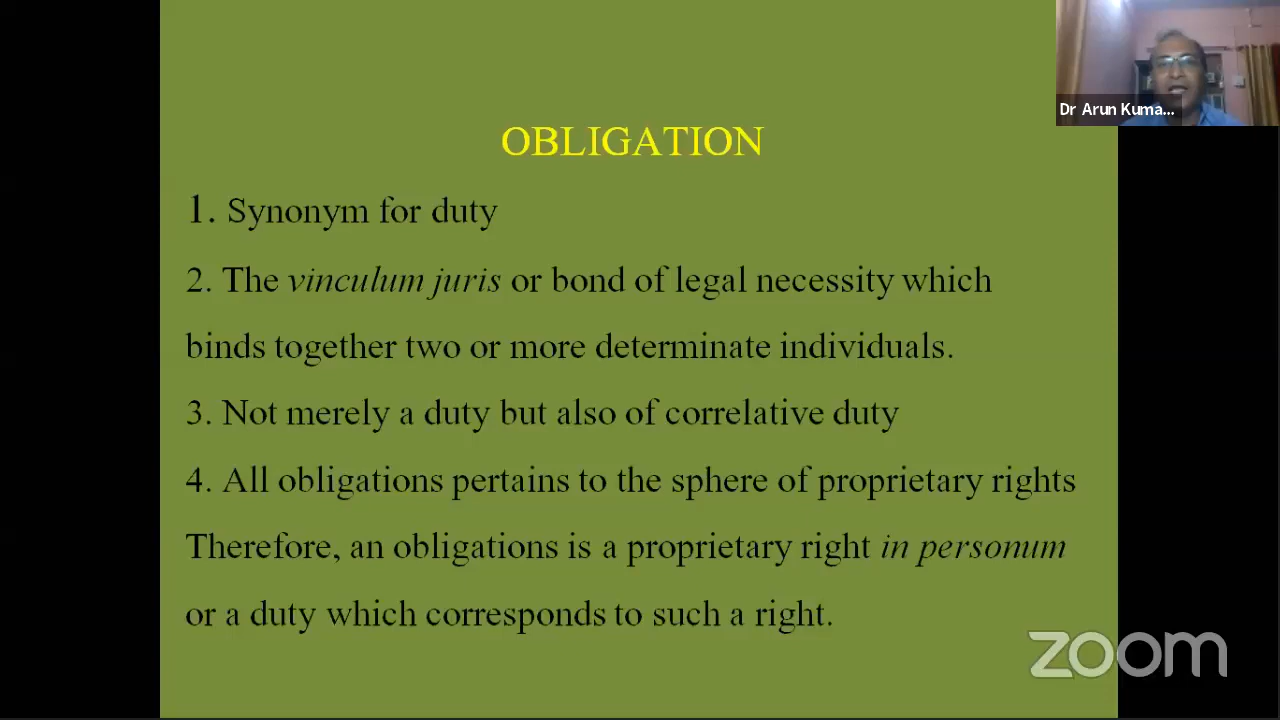 Dr Arun Kuma...
OBLIGATION
1. Synonym for duty
2. The vinculum juris or bond of legal necessity which
binds together two or more determinate individuals.
3. Not merely a duty but also of correlative duty
4. All obligations pertains to the sphere of proprietary rights
Therefore, an obligations is a proprietary right in personum
or a duty which corresponds to such a right.
zoom